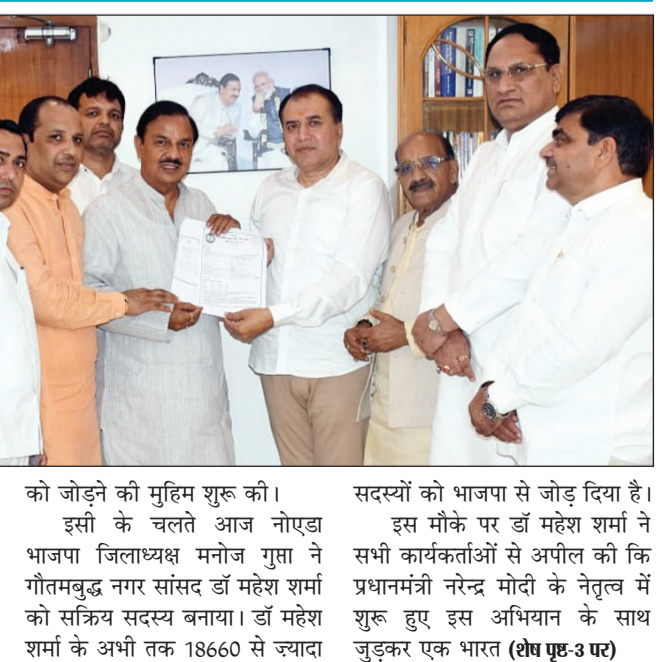 को जोड़ने की मुहिम शुरू की।
इसी के चलते आज नोएडा
भाजपा जिलाध्यक्ष मनोज गुप्ता ने
गौतमबुद्ध नगर सांसद डॉ महेश शर्मा
को सक्रिय सदस्य बनाया। डॉ महेश
शर्मा के अभी तक 18660 से ज़्यादा
सदस्यों को भाजपा से जोड़ दिया है।
इस मौके पर डॉ महेश शर्मा ने
सभी कार्यकर्ताओं से अपील की कि
प्रधानमंत्री नरेन्द्र मोदी के नेतृत्व में
शुरू हुए इस अभियान के साथ
जुड़कर एक भारत (शेष पृष्ठ-3 पर)